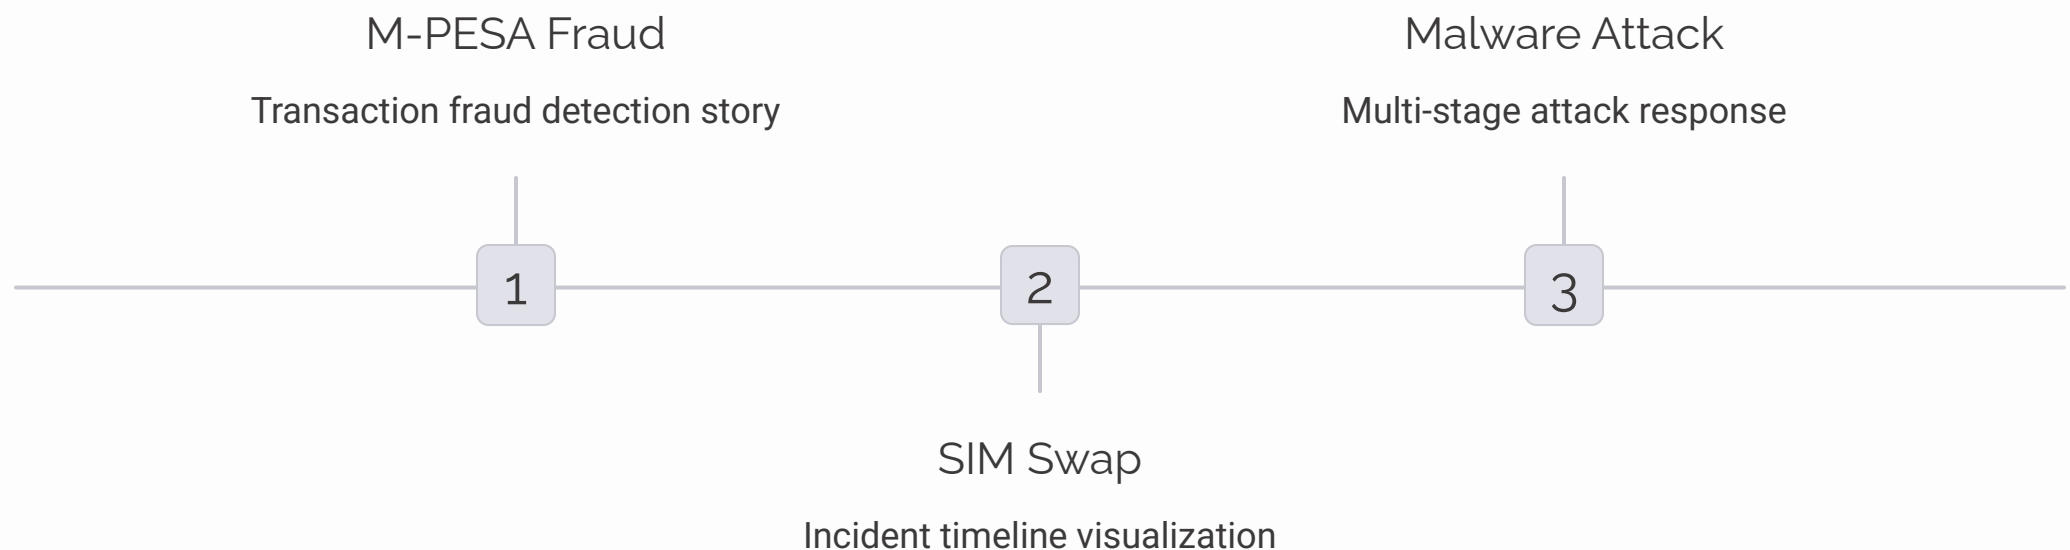 M-PESA Fraud
Transaction fraud detection story
1
2
SIM Swap
Incident timeline visualization
Malware Attack
Multi-stage attack response
3